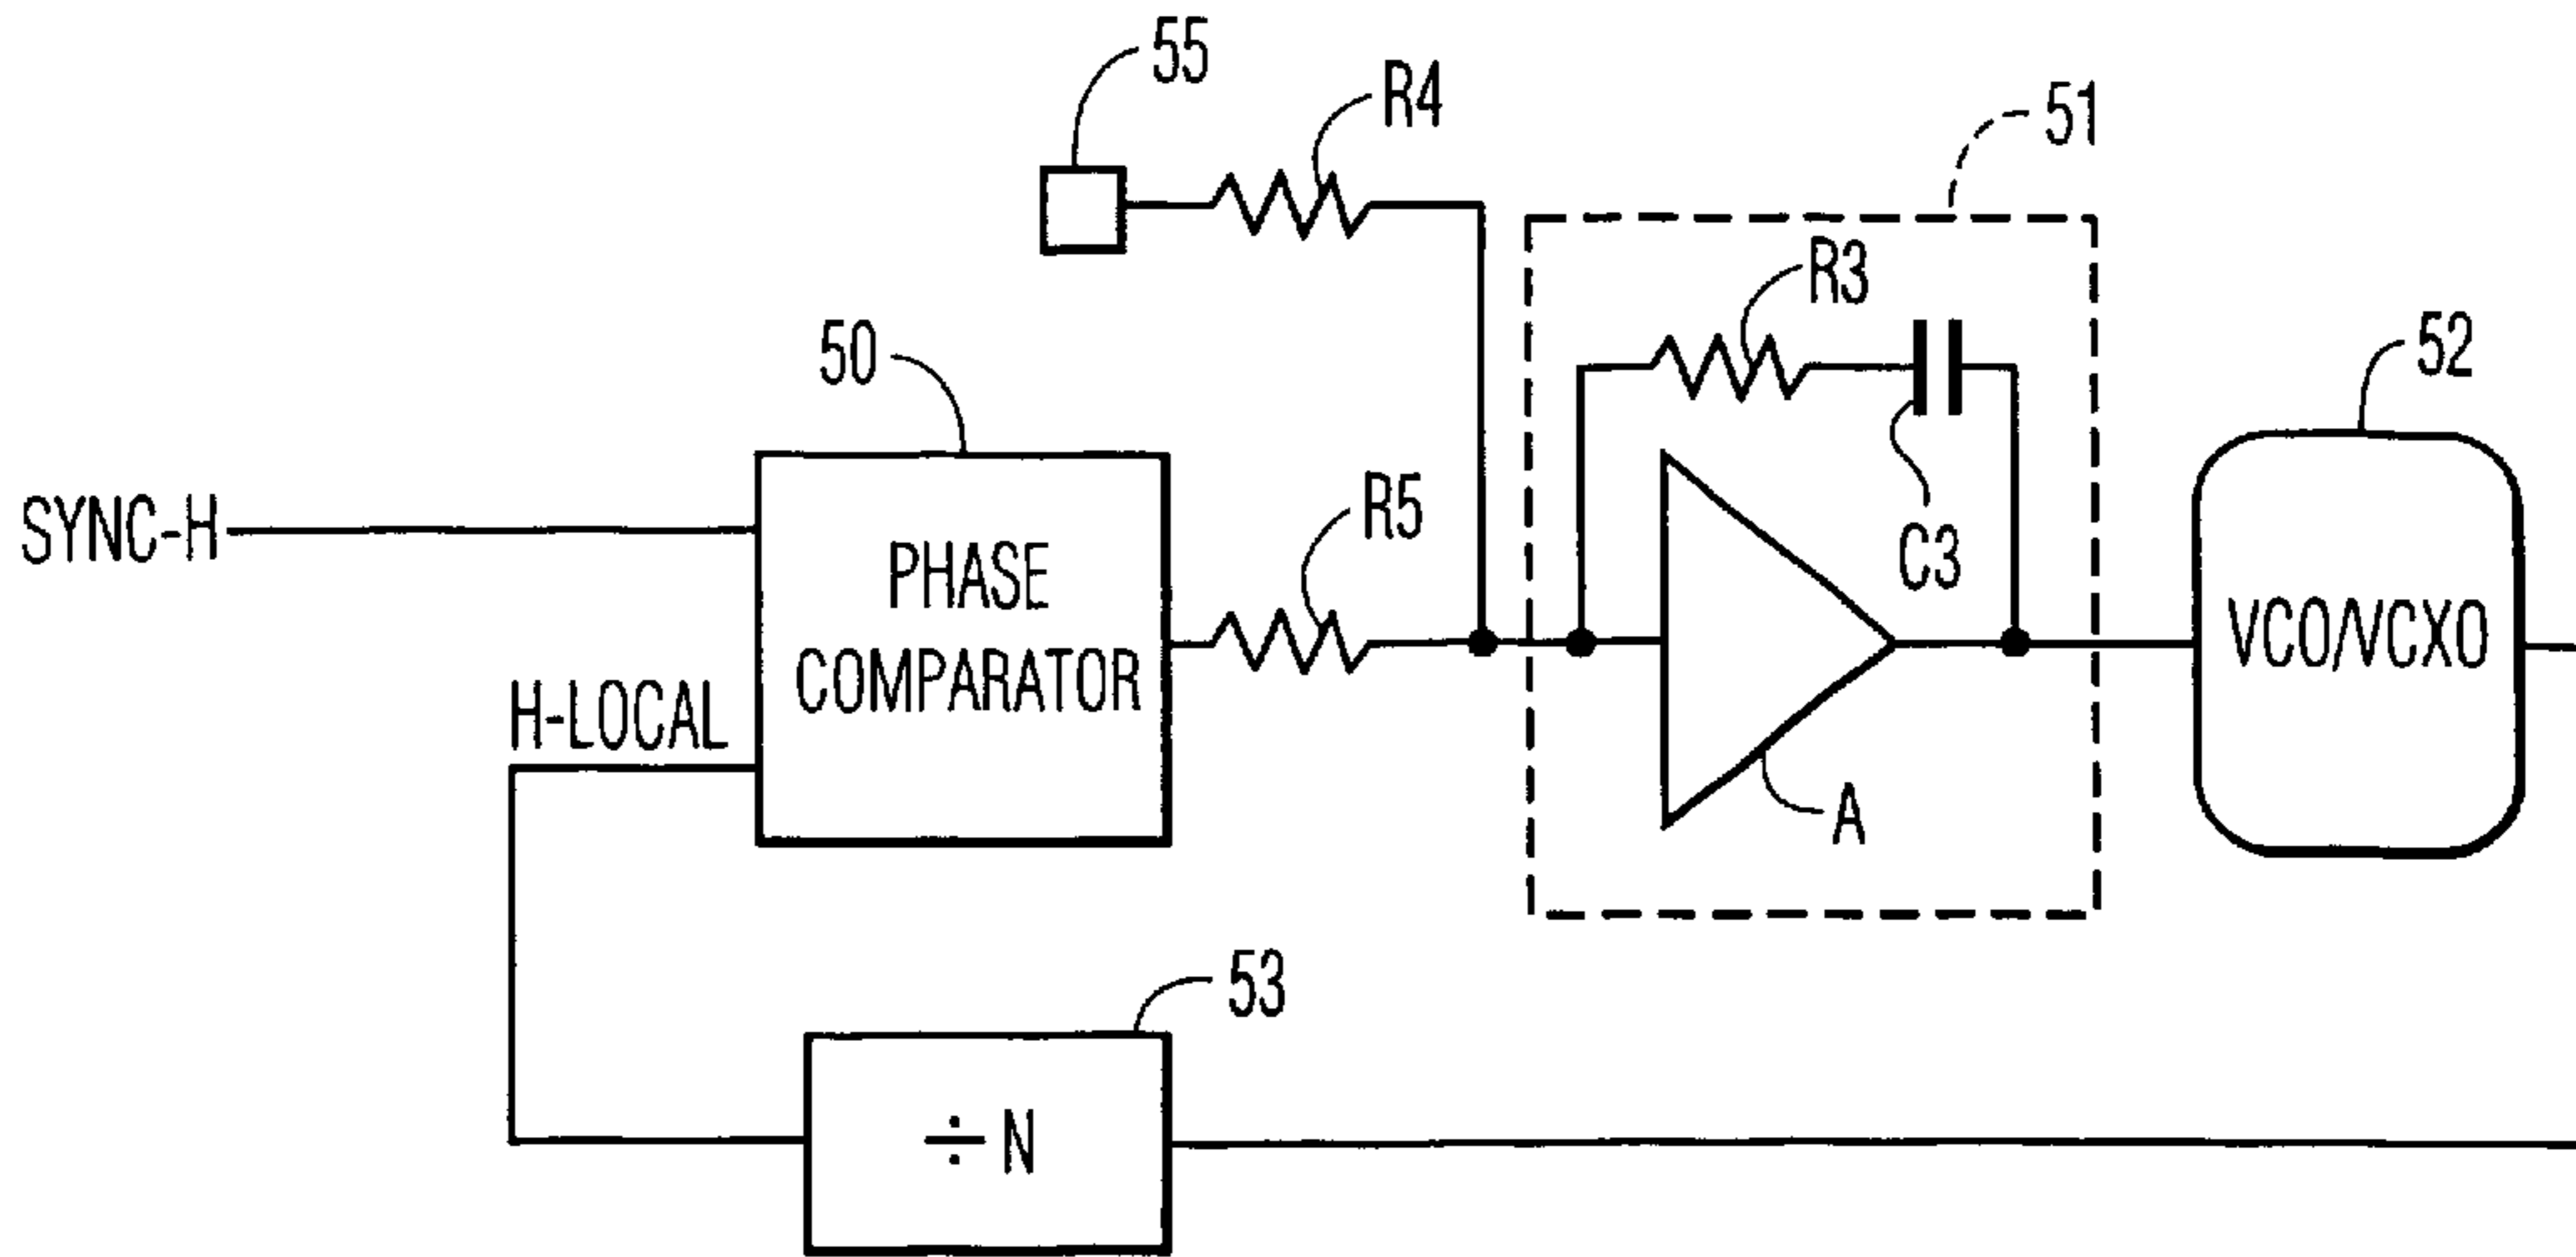 55
R4
51
R3
50
52
SYNC-H
R5
C3
PHASE
COMPARATOR
VCO/VCXO
H-LOCAL
A
53
÷ N